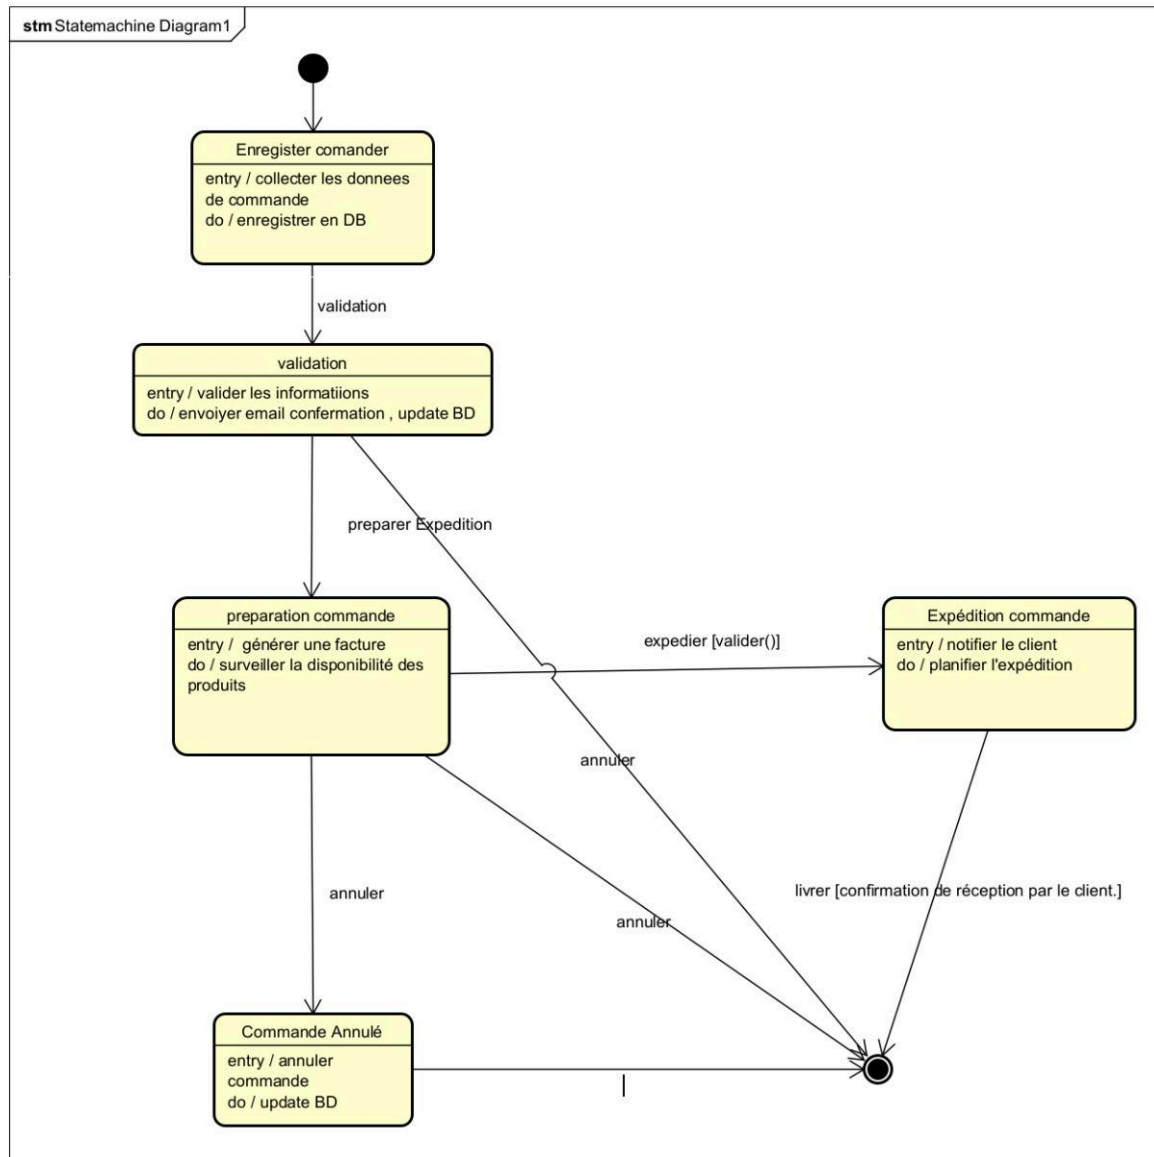 stm Statemachine Diagram1
Enregister comander
entry / collecter les donnees
de commande
do / enregistrer en DB
validation
validation
entry / valider les informatiions
do / envoiyer email confermation , update BD
preparer Expedition
preparation commande
entry /  générer une facture
do / surveiller la disponibilité des
produits
expedier [valider()]
Expédition commande
entry / notifier le client
do / planifier l'expédition
annuler
annuler
annuler
livrer [confirmation de réception par le client.]
Commande Annulé
entry / annuler
commande
do / update BD